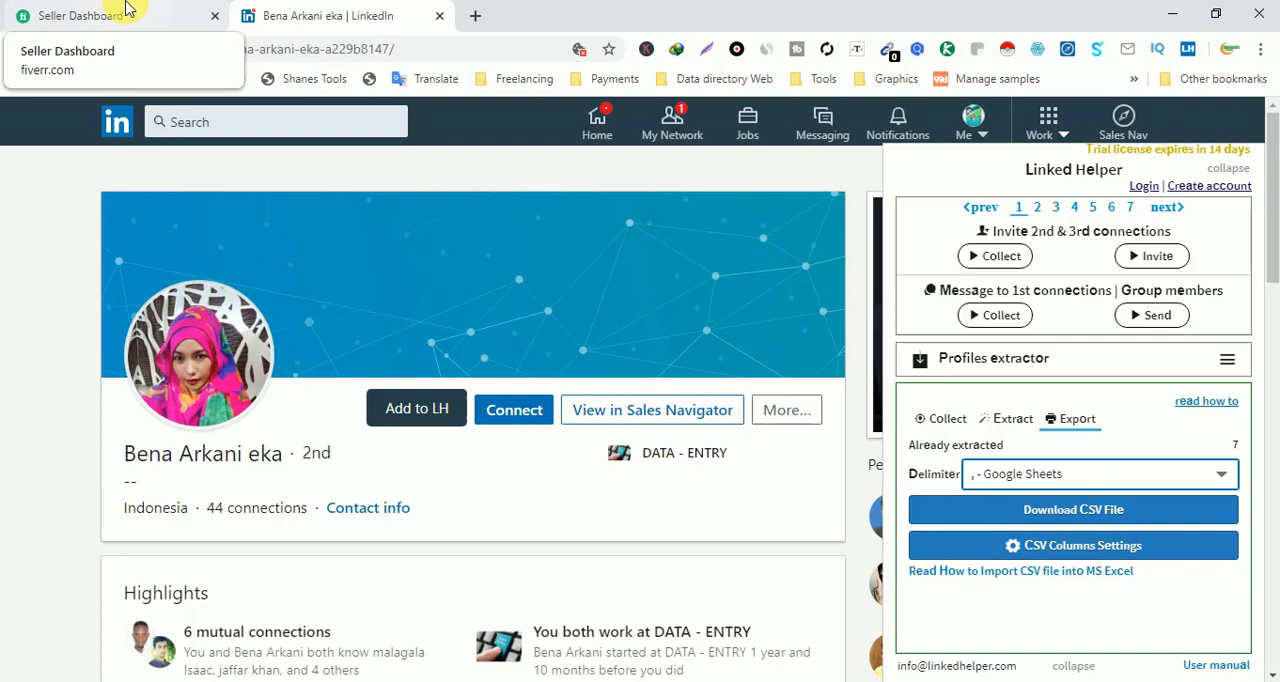 Seller Dashboard
Bena Arkani eka | LinkedIn
Seller Dashboard
fiverr.com
a-arkani-eka-a229b8147/
Shanes Tools
Translate
Freelancing
Payments
Data directory Web
Tools
Graphics
Manage samples
»
Other bookmarks
in
Search
Home
My Network
1
Jobs
Messaging
Notifications
Me
Work
Sales Nav
Trial license expires in 14 days
Linked Helper
collapse
Login | Create account
<prev 1 2 3 4 5 6 7 next>
Invite 2nd & 3rd connections
Collect
Invite
Message to 1st connections | Group members
Collect
Send
Profiles extractor
read how to
Collect
Extract
Export
Already extracted 7
Delimiter , - Google Sheets
Download CSV File
CSV Columns Settings
Read How to Import CSV file into MS Excel
info@linkedhelper.com
collapse
User manual
Add to LH
Connect
View in Sales Navigator
More...
Bena Arkani eka · 2nd
--
Indonesia · 44 connections · Contact info
DATA - ENTRY
Highlights
6 mutual connections
You and Bena Arkani both know malagala
Isaac, jaffar khan, and 4 others
You both work at DATA - ENTRY
Bena Arkani started at DATA - ENTRY 1 year and
10 months before you did